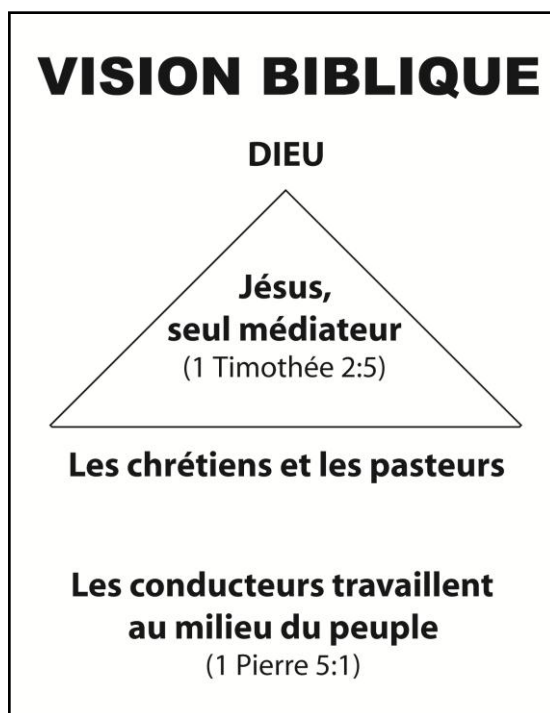 VISION BIBLIQUE
DIEU
Jésus,
seul médiateur
(1 Timothée 2:5)
Les chrétiens et les pasteurs
Les conducteurs travaillent
au milieu du peuple
(1 Pierre 5:1)